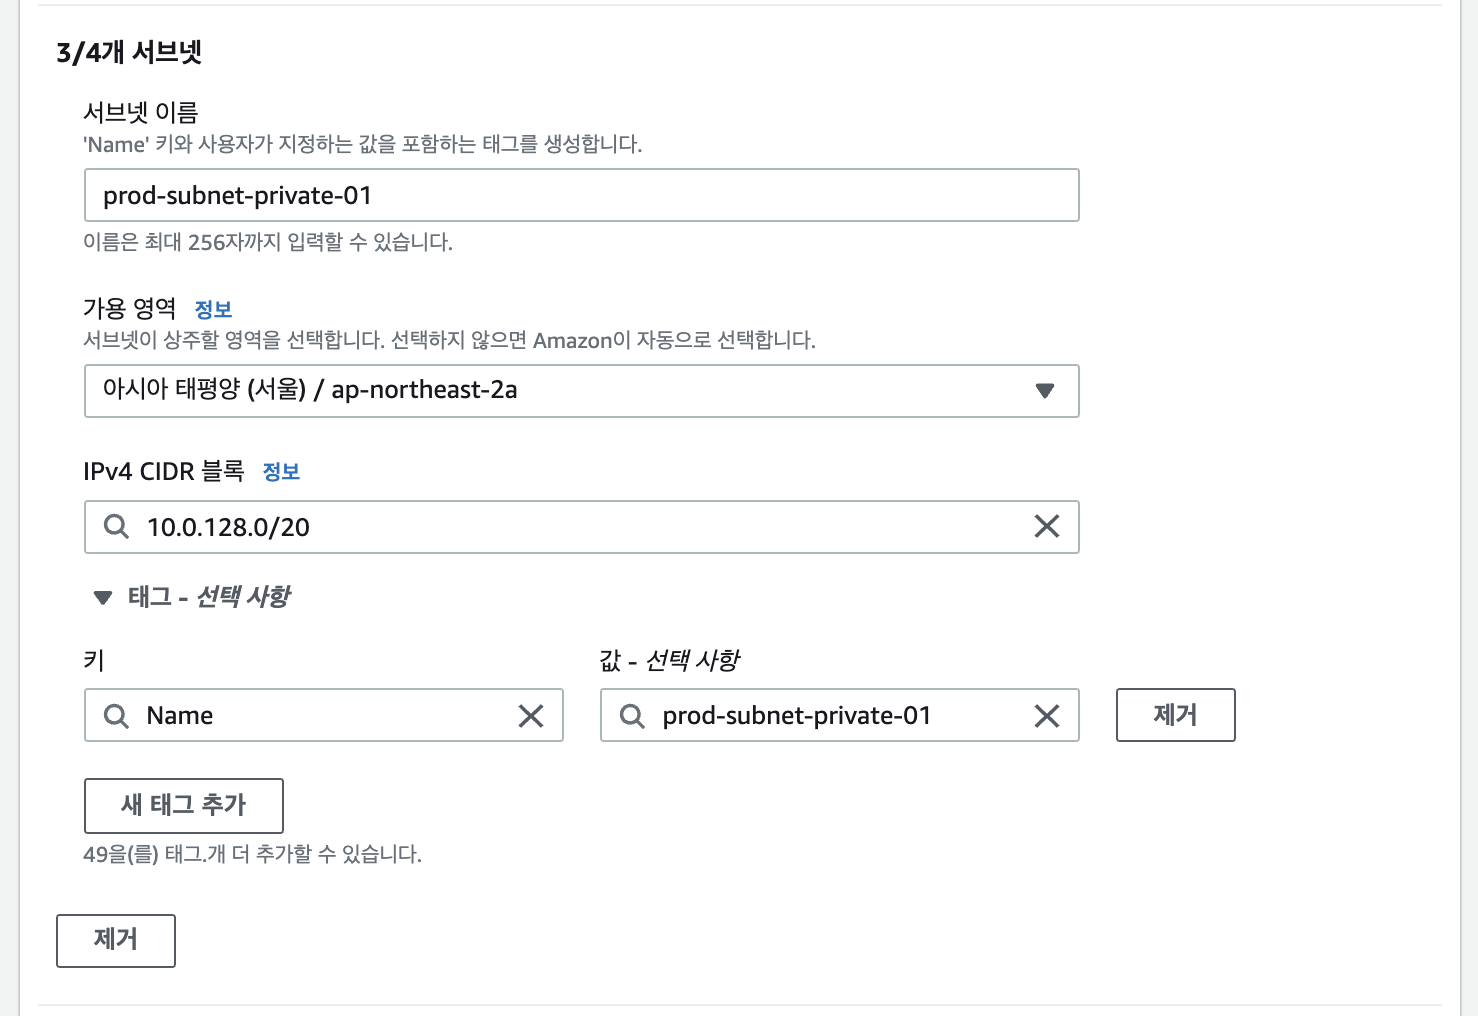 3/4개 서브넷
서브넷 이름
'Name' 키와 사용자가 지정하는 값을 포함하는 태그를 생성합니다.
prod-subnet-private-01
이름은 최대 256자까지 입력할 수 있습니다.
가용 영역 정보
서브넷이 상주할 영역을 선택합니다. 선택하지 않으면 Amazon이 자동으로 선택합니다.
아시아 태평양 (서울) / ap-northeast-2a
IPv4 CIDR 블록 정보
10.0.128.0/20
태그 - 선택 사항
키 값 - 선택 사항
Name prod-subnet-private-01 제거
새 태그 추가
49을(를) 태그.개 더 추가할 수 있습니다.
제거